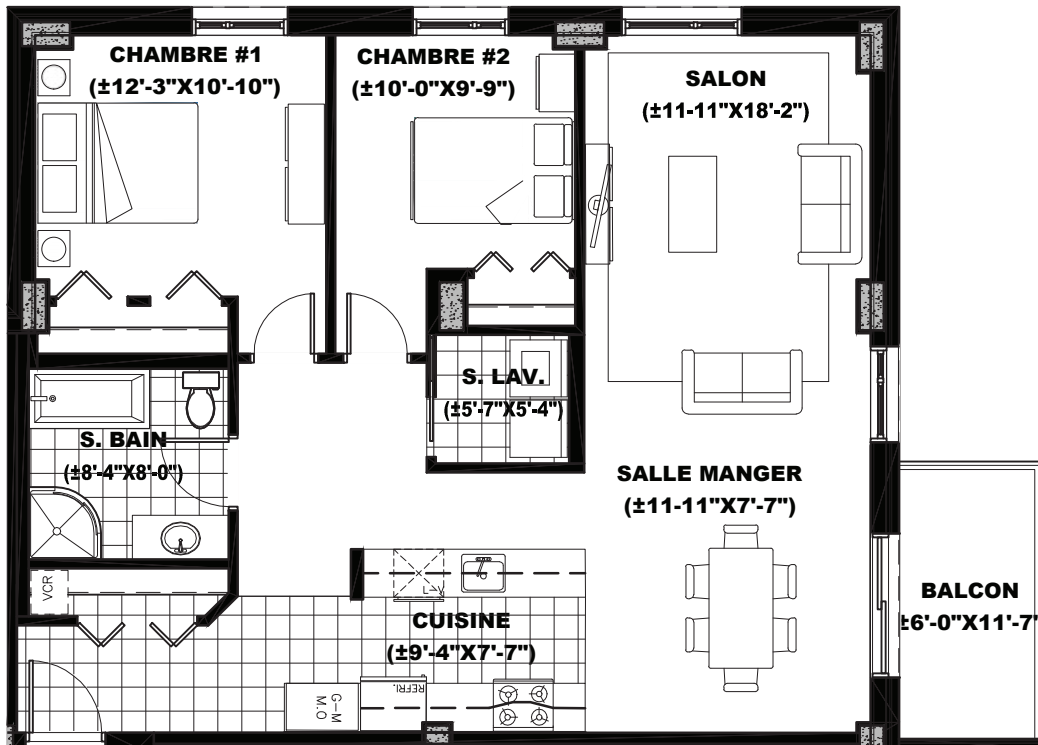 CHAMBRE #1
(±12'-3"X10'-10")
CHAMBRE #2
(±10'-0"X9'-9")
SALON
(±11-11"X18'-2")
S. LAV.
(±5'-7"X5'-4")
S. BAIN
(±8'-4"X8'-0")
SALLE MANGER
(±11-11"X7'-7")
VCR
BALCON
±6'-0"X11'-7"
CUISINE
(±9'-4"X7'-7")
L-V
REFRI.
G-M
M.O